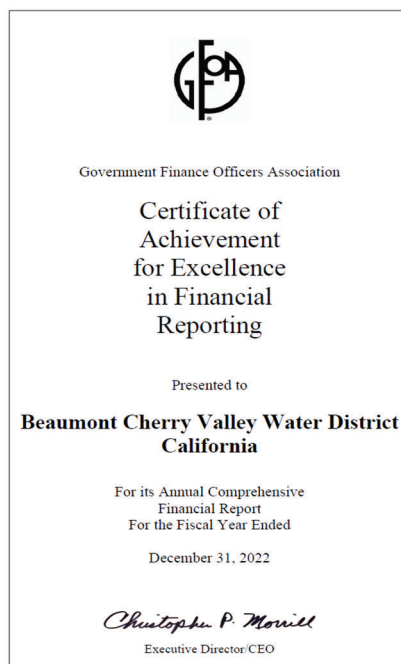 GFOA
Government Finance Officers Association
Certificate of
Achievement
for Excellence
in Financial
Reporting
Presented to
Beaumont Cherry Valley Water District
California
For its Annual Comprehensive
Financial Report
For the Fiscal Year Ended
December 31, 2022
Christopher P. Morrill
Executive Director/CEO